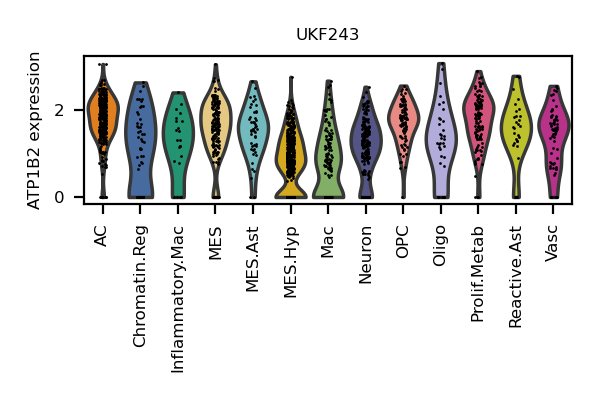 UKF243
ATP1B2 expression
2
0
AC
Chromatin.Reg
Inflammatory.Mac
MES
MES.Ast
MES.Hyp
Mac
Neuron
OPC
Oligo
Prolif.Metab
Reactive.Ast
Vasc